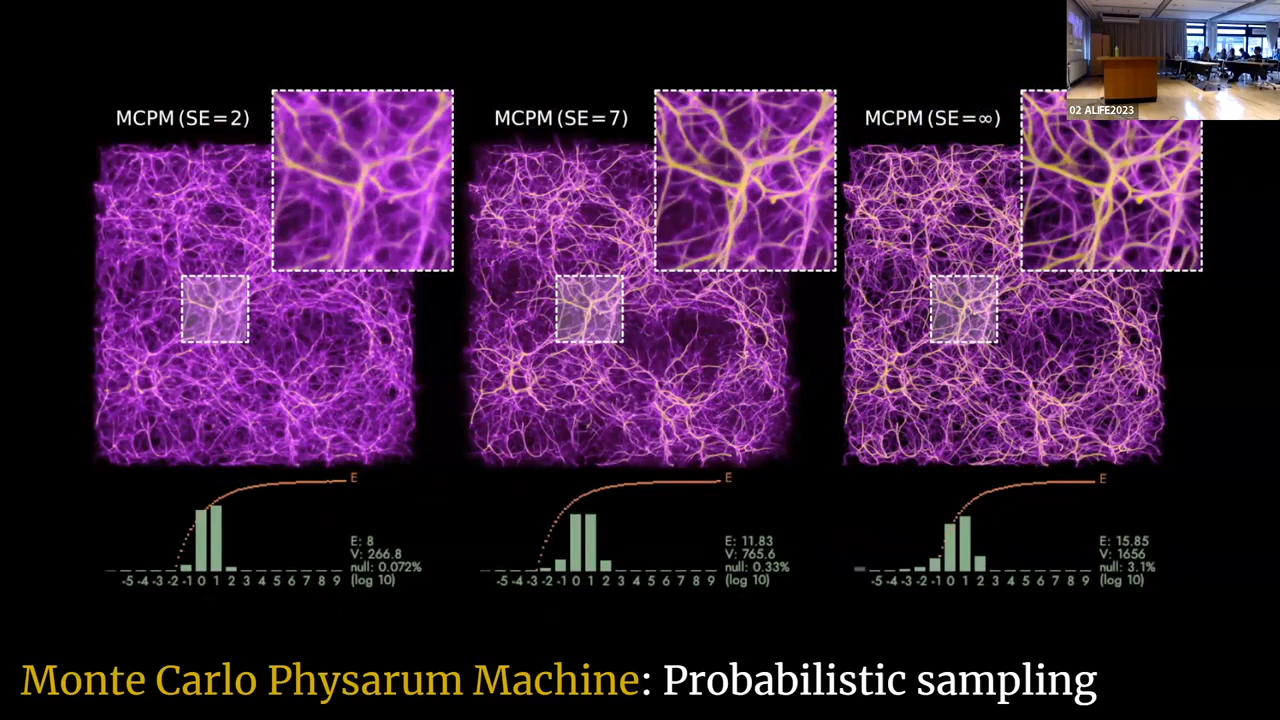 MCPM (SE=2)
MCPM (SE=7)
MCPM (SE=∞)
02 ALIFE2023
E
E: 8
V: 266.8
null: 0.072%
(log 10)
-5 -4 -3 -2 -1 0 1 2 3 4 5 6 7 8 9
E
E: 11.83
V: 765.6
null: 0.33%
(log 10)
-5 -4 -3 -2 -1 0 1 2 3 4 5 6 7 8 9
E
E: 15.85
V: 1656
null: 3.1%
(log 10)
-5 -4 -3 -2 -1 0 1 2 3 4 5 6 7 8 9
Monte Carlo Physarum Machine: Probabilistic sampling